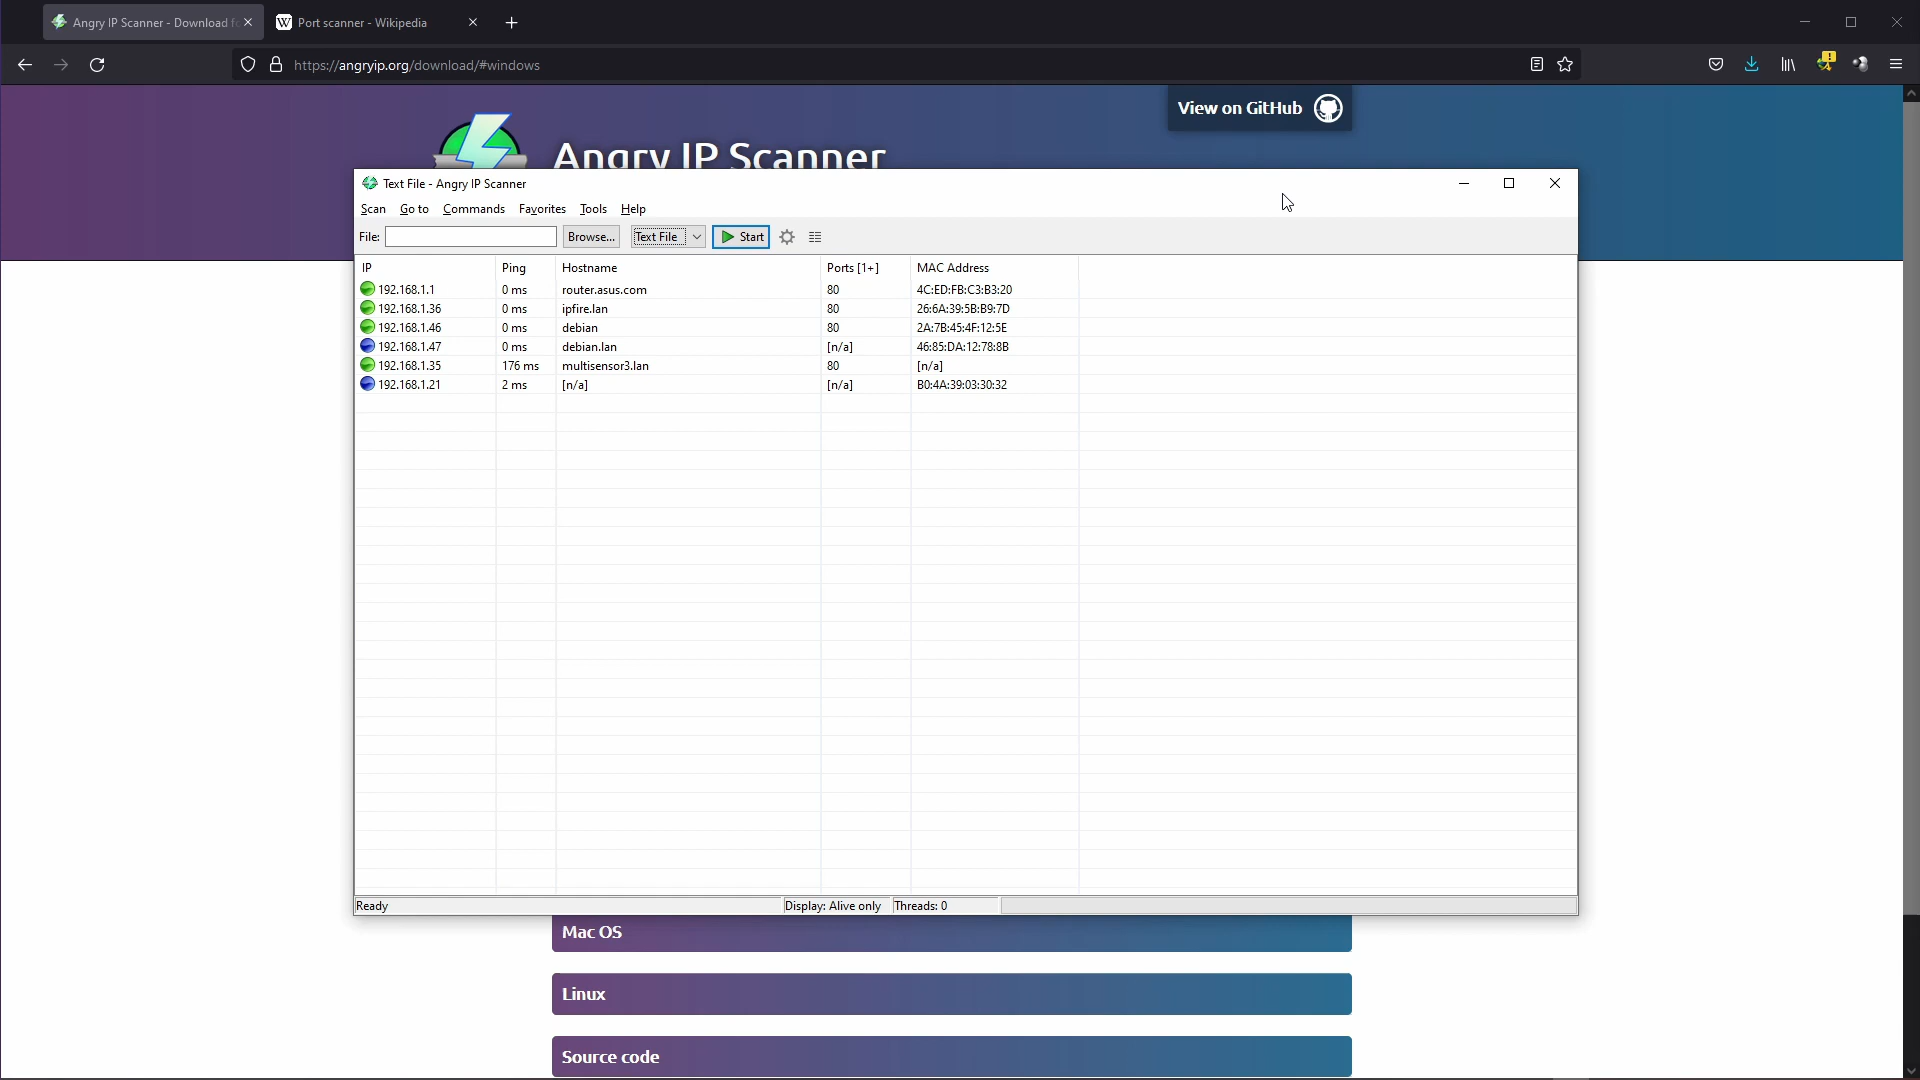 Angry IP Scanner - Download f
Port scanner - Wikipedia
https://angryip.org/download/#windows
View on GitHub
Angry IP Scanner
Text File - Angry IP Scanner
Scan Go to Commands Favorites Tools Help
File: Browse... Text File Start
IP Ping Hostname Ports [1+] MAC Address
192.168.1.1 0 ms router.asus.com 80 4C:ED:FB:C3:B3:20
192.168.1.36 0 ms ipfire.lan 80 26:6A:39:5B:B9:7D
192.168.1.46 0 ms debian 80 2A:7B:45:4F:12:5E
192.168.1.47 0 ms debian.lan [n/a] 46:85:DA:12:78:8B
192.168.1.35 176 ms multisensor3.lan 80 [n/a]
192.168.1.21 2 ms [n/a] [n/a] B0:4A:39:03:30:32
Ready Display: Alive only Threads: 0
Mac OS
Linux
Source code